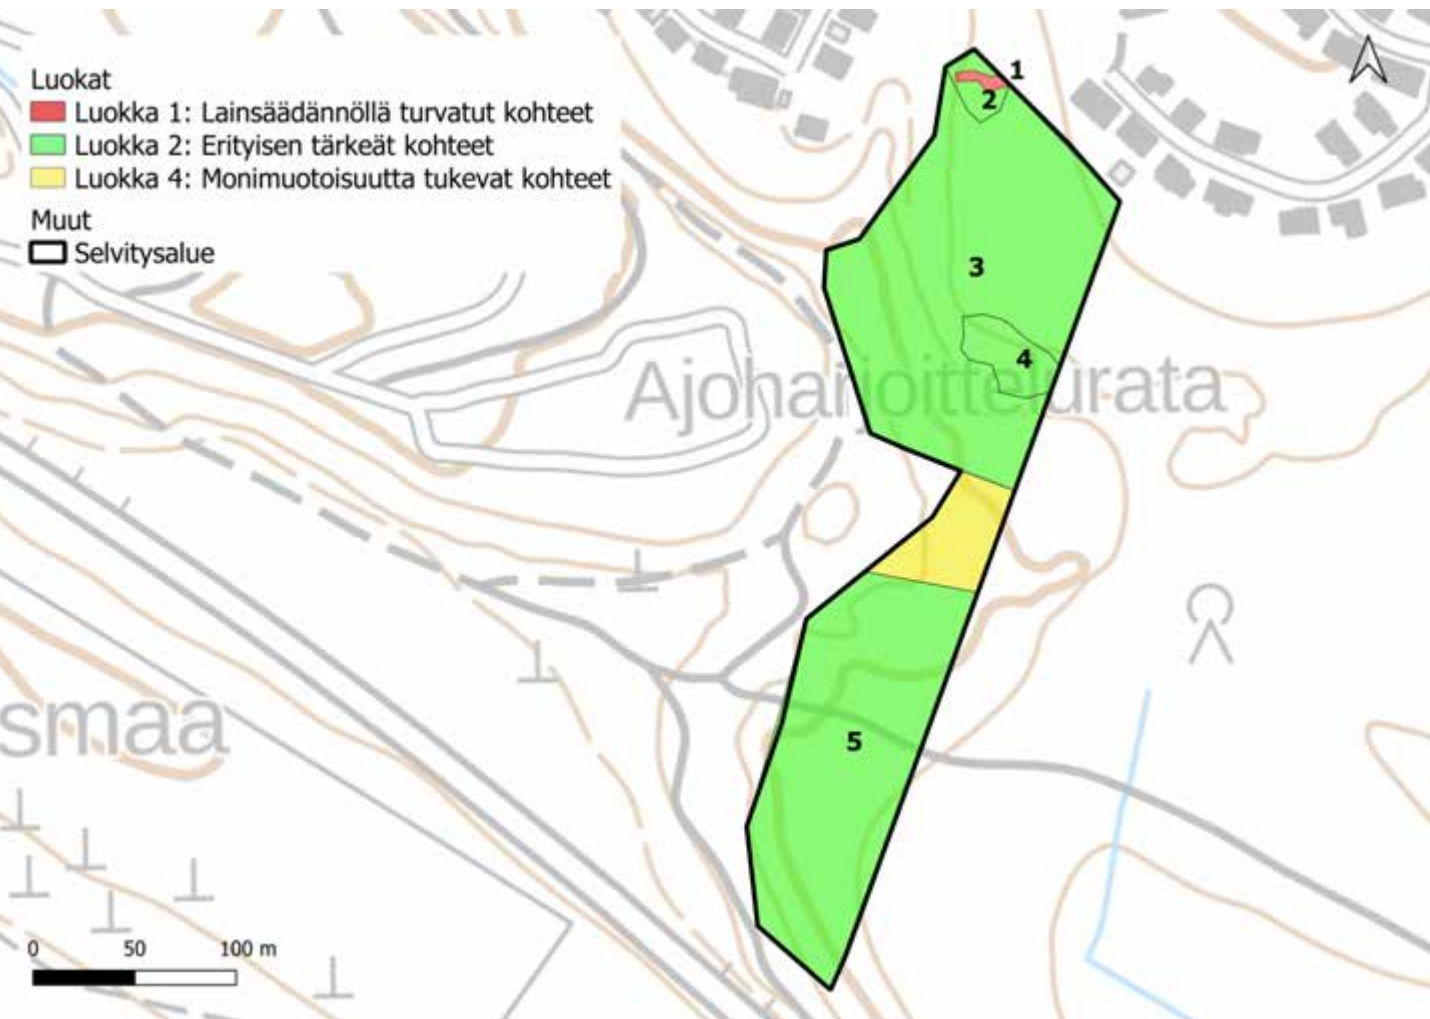 Luokat
Luokka 1: Lainsäädännöllä turvatut kohteet
Luokka 2: Erityisen tärkeät kohteet
Luokka 4: Monimuotoisuutta tukevat kohteet
Muut
Selvitysalue
1
2
3
4
Ajoharjoittelurata
smaa
5
0 50 100 m